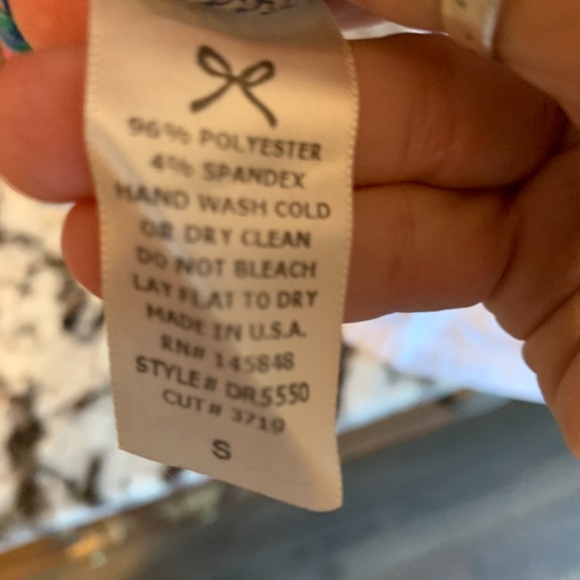 96% POLYESTER
4% SPANDEX
HAND WASH COLD
OR DRY CLEAN
DO NOT BLEACH
LAY FLAT TO DRY
MADE IN U.S.A.
RN# 145848
STYLE# DR5550
CUT# 3719
S